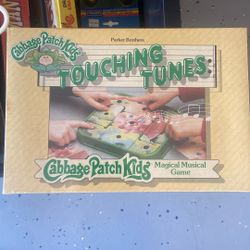 Parker Brothers
Cabbage Patch Kids
TOUCHING
TUNES
Cabbage Patch Kids
Magical Musical
Game